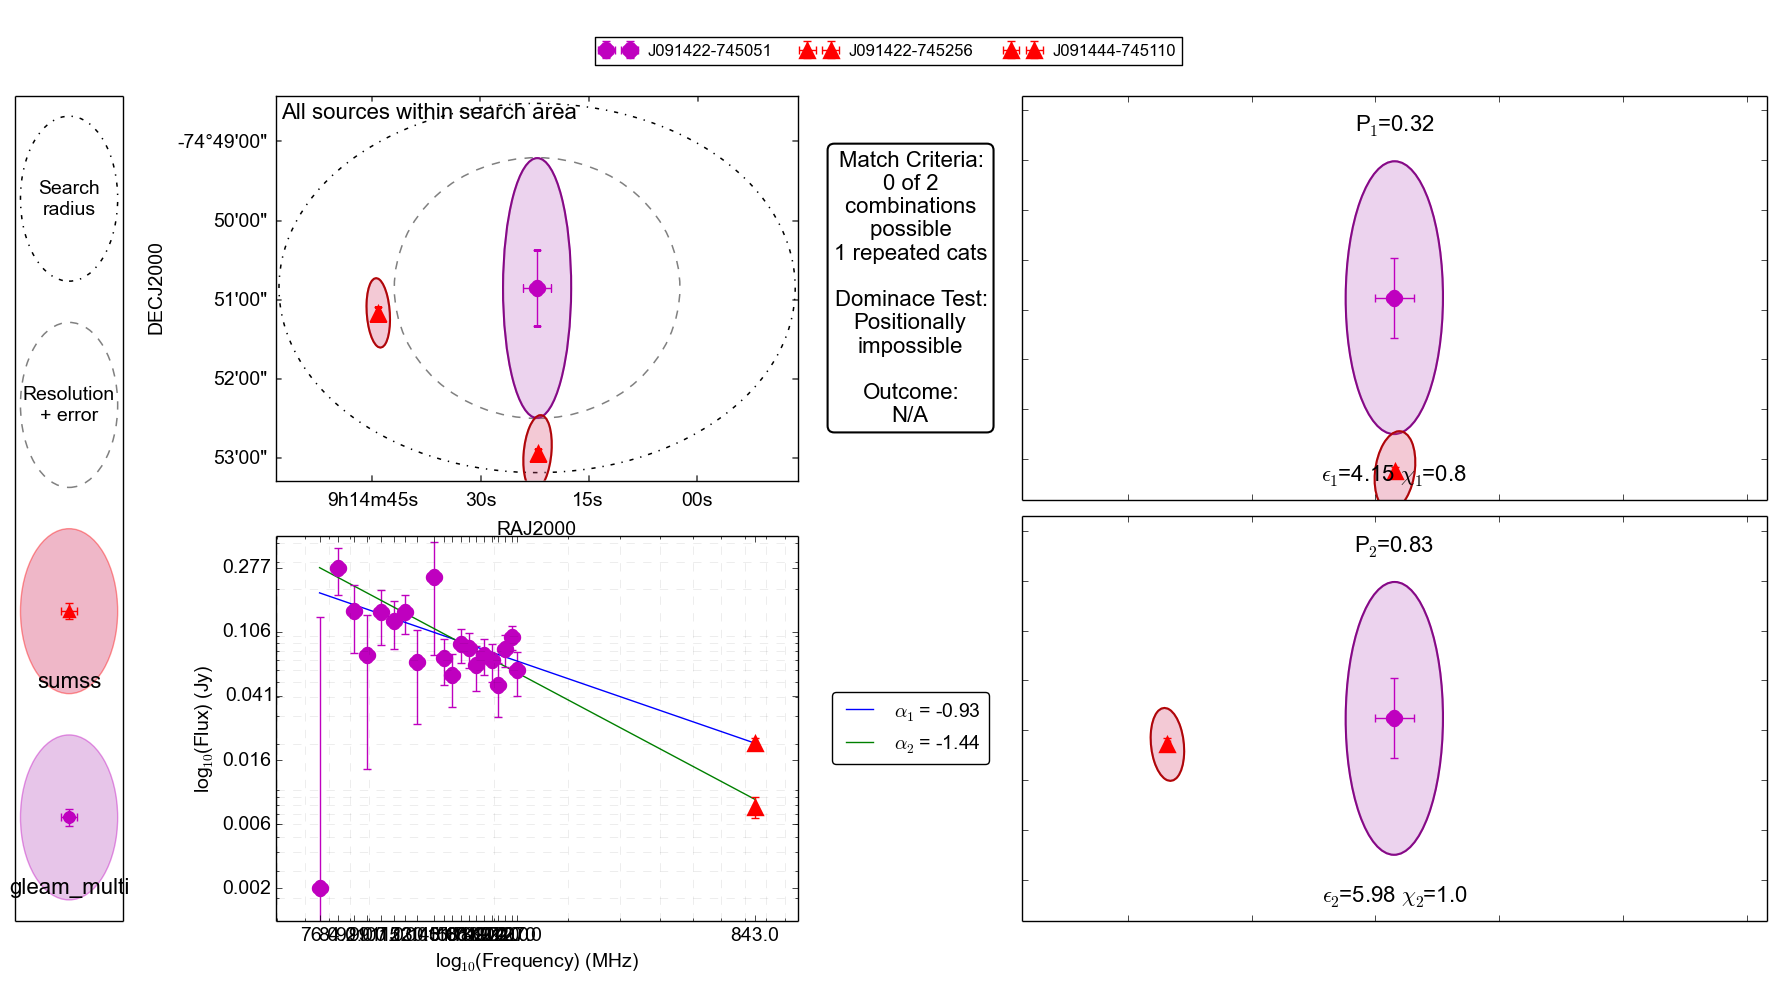 J091422-745051
J091422-745256
J091444-745110
Search
radius
Resolution
+ error
sumss
gleam_multi
All sources within search area
DECJ2000
-74°49'00"
50'00"
51'00"
52'00"
53'00"
9h14m45s
30s
15s
00s
RAJ2000
Match Criteria:
0 of 2
combinations
possible
1 repeated cats
Dominace Test:
Positionally
impossible
Outcome:
N/A
P1=0.32
ϵ1=4.15 χ1=0.8
P2=0.83
ϵ2=5.98 χ2=1.0
log10(Flux) (Jy)
0.277
0.106
0.041
0.016
0.006
0.002
843.0
log10(Frequency) (MHz)
α1 = -0.93
α2 = -1.44